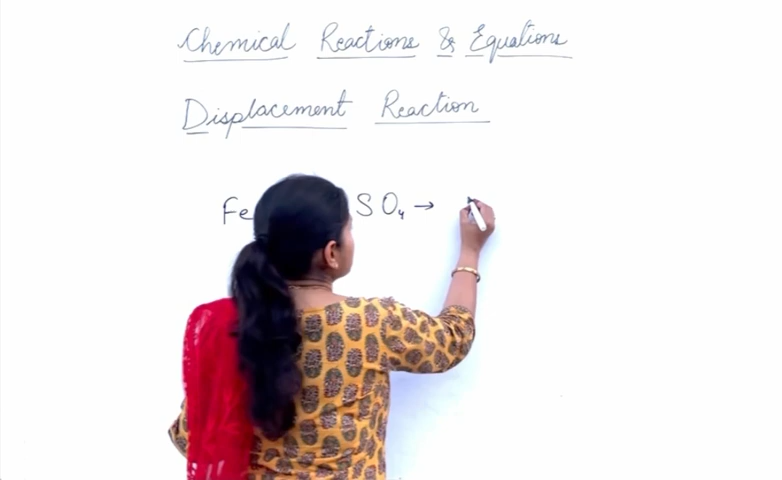 Chemical Reactions & Equations
Displacement Reaction
Fe SO₄ →